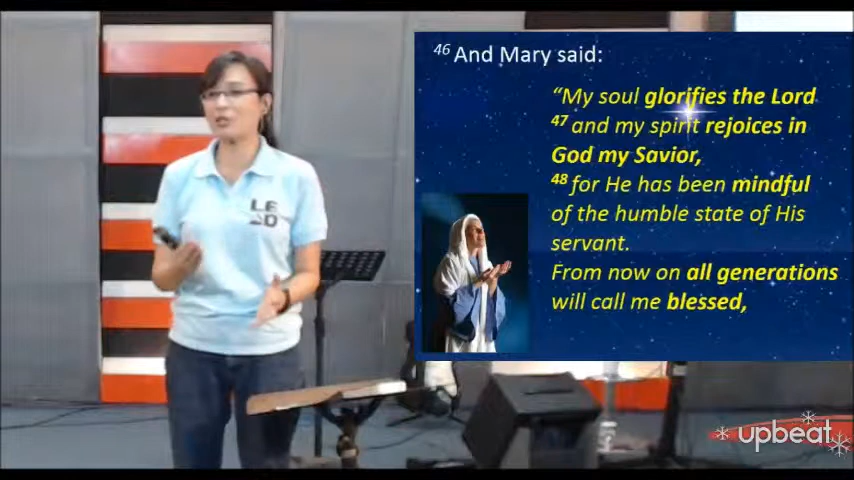 46 And Mary said:
“My soul glorifies the Lord
47 and my spirit rejoices in
God my Savior,
48 for He has been mindful
of the humble state of His
servant.
From now on all generations
will call me blessed,
LE
D
upbeat